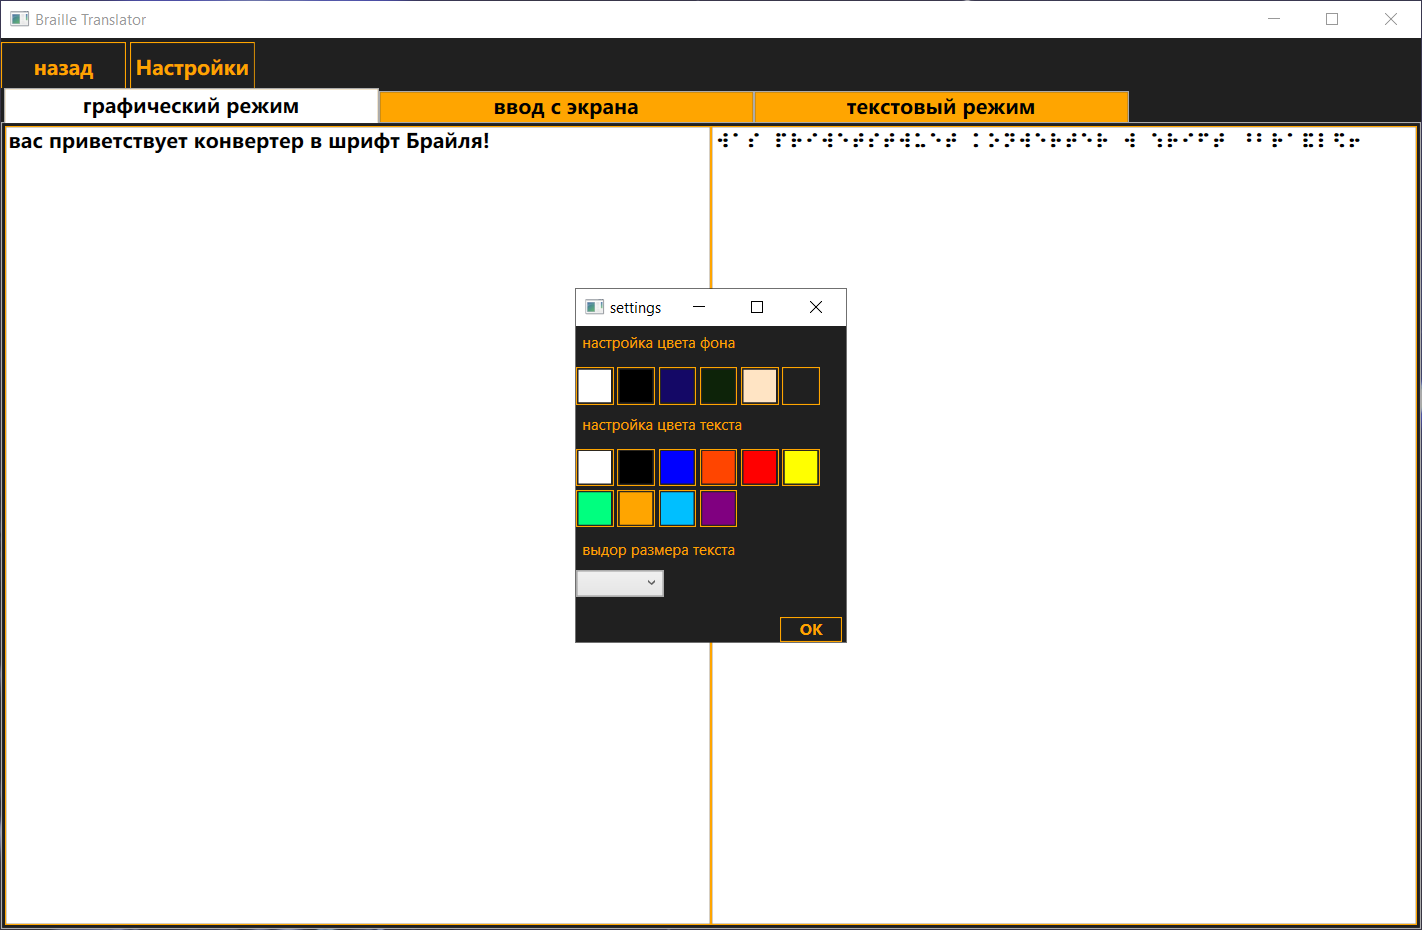 Braille Translator
назад
Настройки
графический режим
ввод с экрана
текстовый режим
вас приветствует конвертер в шрифт Брайля!
⠺⠁⠎ ⠏⠗⠊⠺⠑⠞⠎⠞⠺⠥⠑⠞ ⠅⠕⠝⠺⠑⠗⠞⠑⠗ ⠺ ⠱⠗⠊⠋⠞ ⠘⠃⠗⠁⠯⠇⠫⠖
settings
настройка цвета фона
настройка цвета текста
выдор размера текста
OK